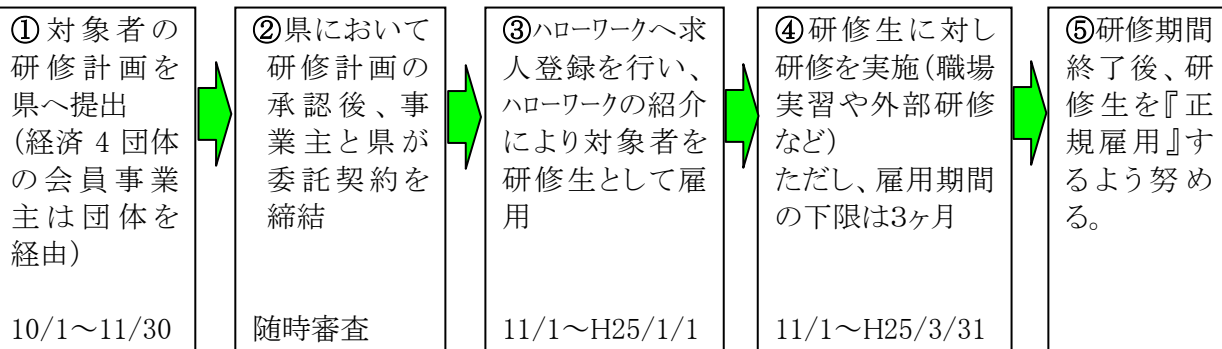 ①対象者の
研修計画を
県へ提出
(経済 4 団体
の会員事業
主は団体を
経由)
10/1～11/30
②県において
研修計画の
承認後、事
業主と県が
委託契約を
締結
随時審査
③ﾊﾛｰﾜｰｸへ求
人登録を行い、
ﾊﾛｰﾜｰｸの紹介
により対象者を
研修生として雇
用
11/1～H25/1/1
④研修生に対し
研修を実施(職場
実習や外部研修
など)
ただし、雇用期間
の下限は3ヶ月
11/1～H25/3/31
⑤研修期間
終了後、研
修生を『正
規雇用』す
るよう努め
る。